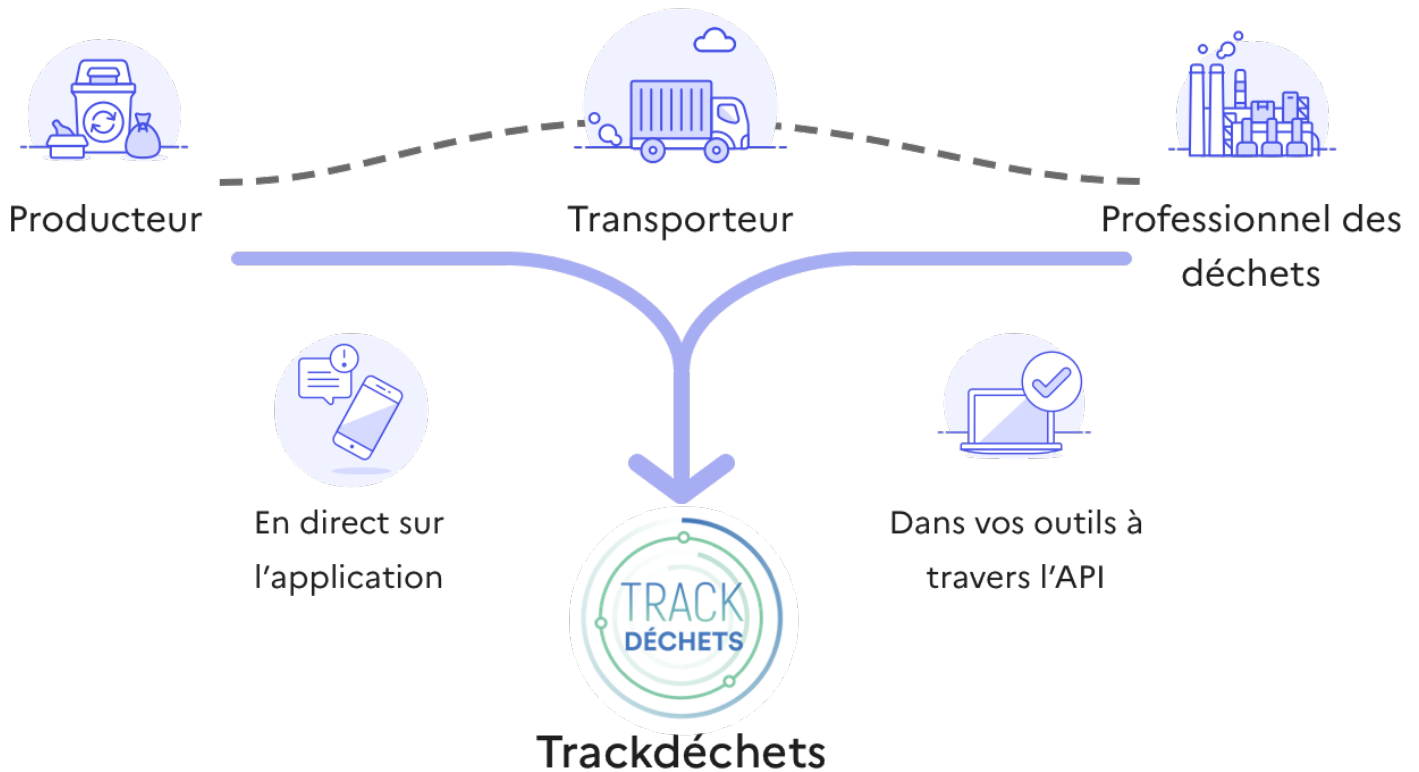 Producteur
Transporteur
Professionnel des
déchets
En direct sur
l’application
Dans vos outils à
travers l’API
TRACK
DÉCHETS
Trackdéchets